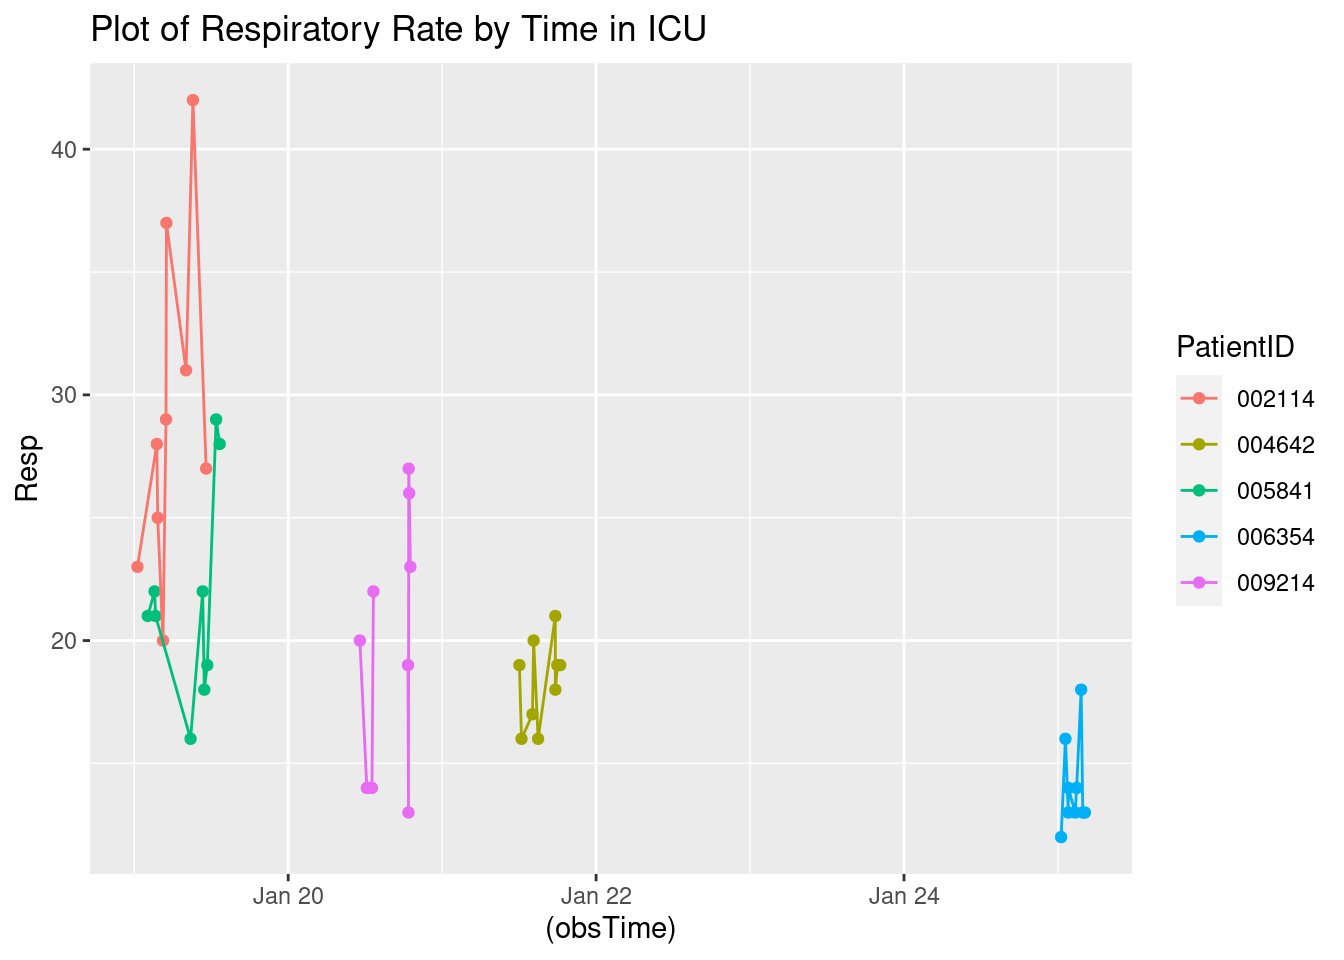 Plot of Respiratory Rate by Time in ICU
40
30
20
Resp
Jan 20
Jan 22
Jan 24
(obsTime)
PatientID
002114
004642
005841
006354
009214